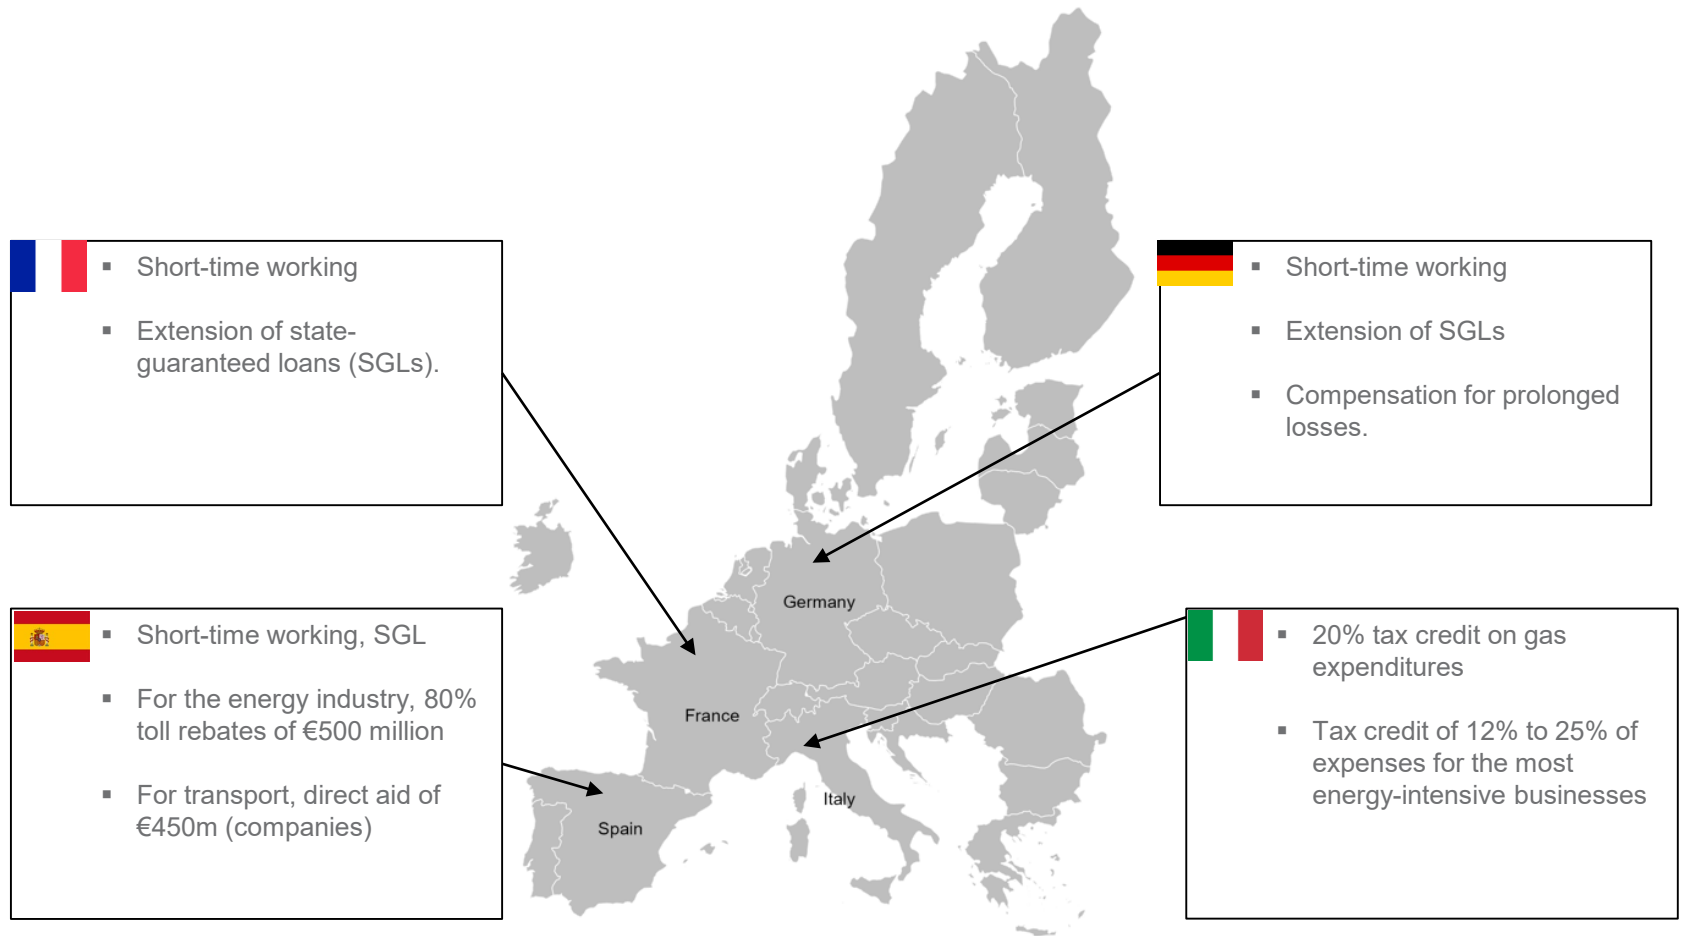 ▪ Short-time working
▪ Extension of state-
guaranteed loans (SGLs).
▪ Short-time working
▪ Extension of SGLs
▪ Compensation for prolonged
losses.
Germany
France
Italy
Spain
▪ Short-time working, SGL
▪ For the energy industry, 80%
toll rebates of €500 million
▪ For transport, direct aid of
€450m (companies)
▪ 20% tax credit on gas
expenditures
▪ Tax credit of 12% to 25% of
expenses for the most
energy-intensive businesses